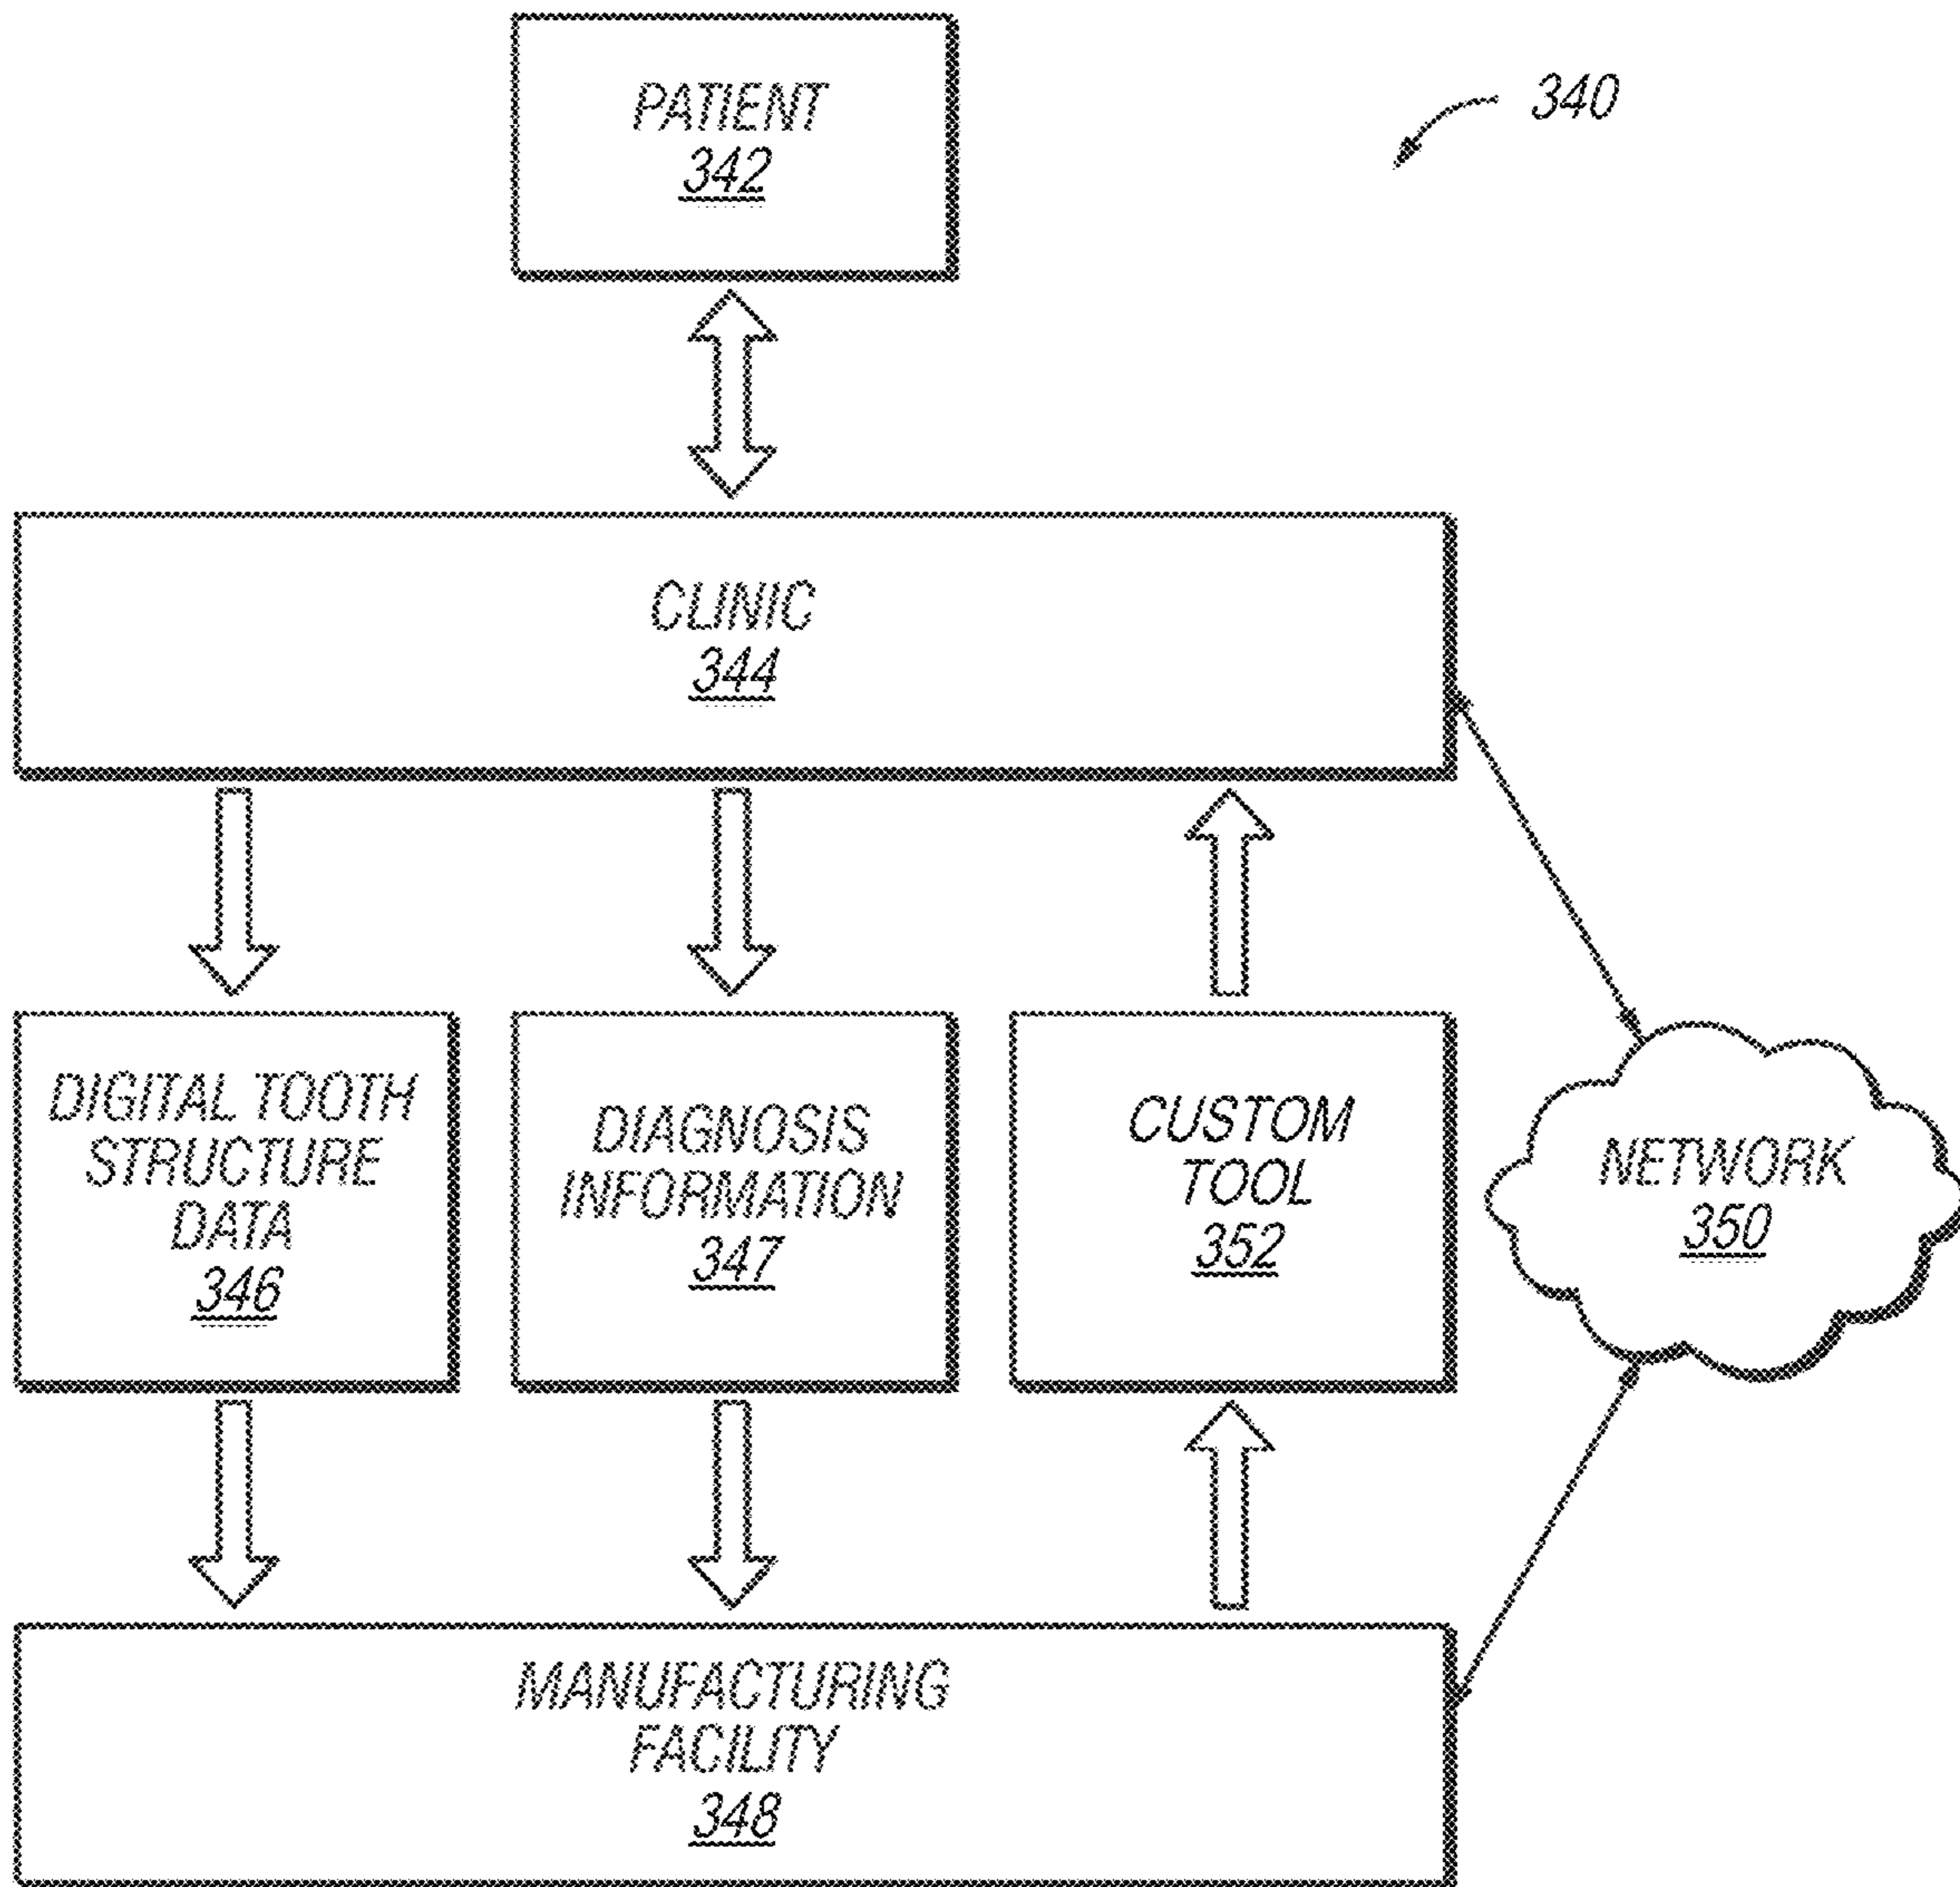 PATIENT
342
340
CLINIC
344
DIGITAL TOOTH
STRUCTURE
DATA
346
DIAGNOSIS
INFORMATION
347
CUSTOM
TOOL
352
NETWORK
350
MANUFACTURING
FACILITY
348